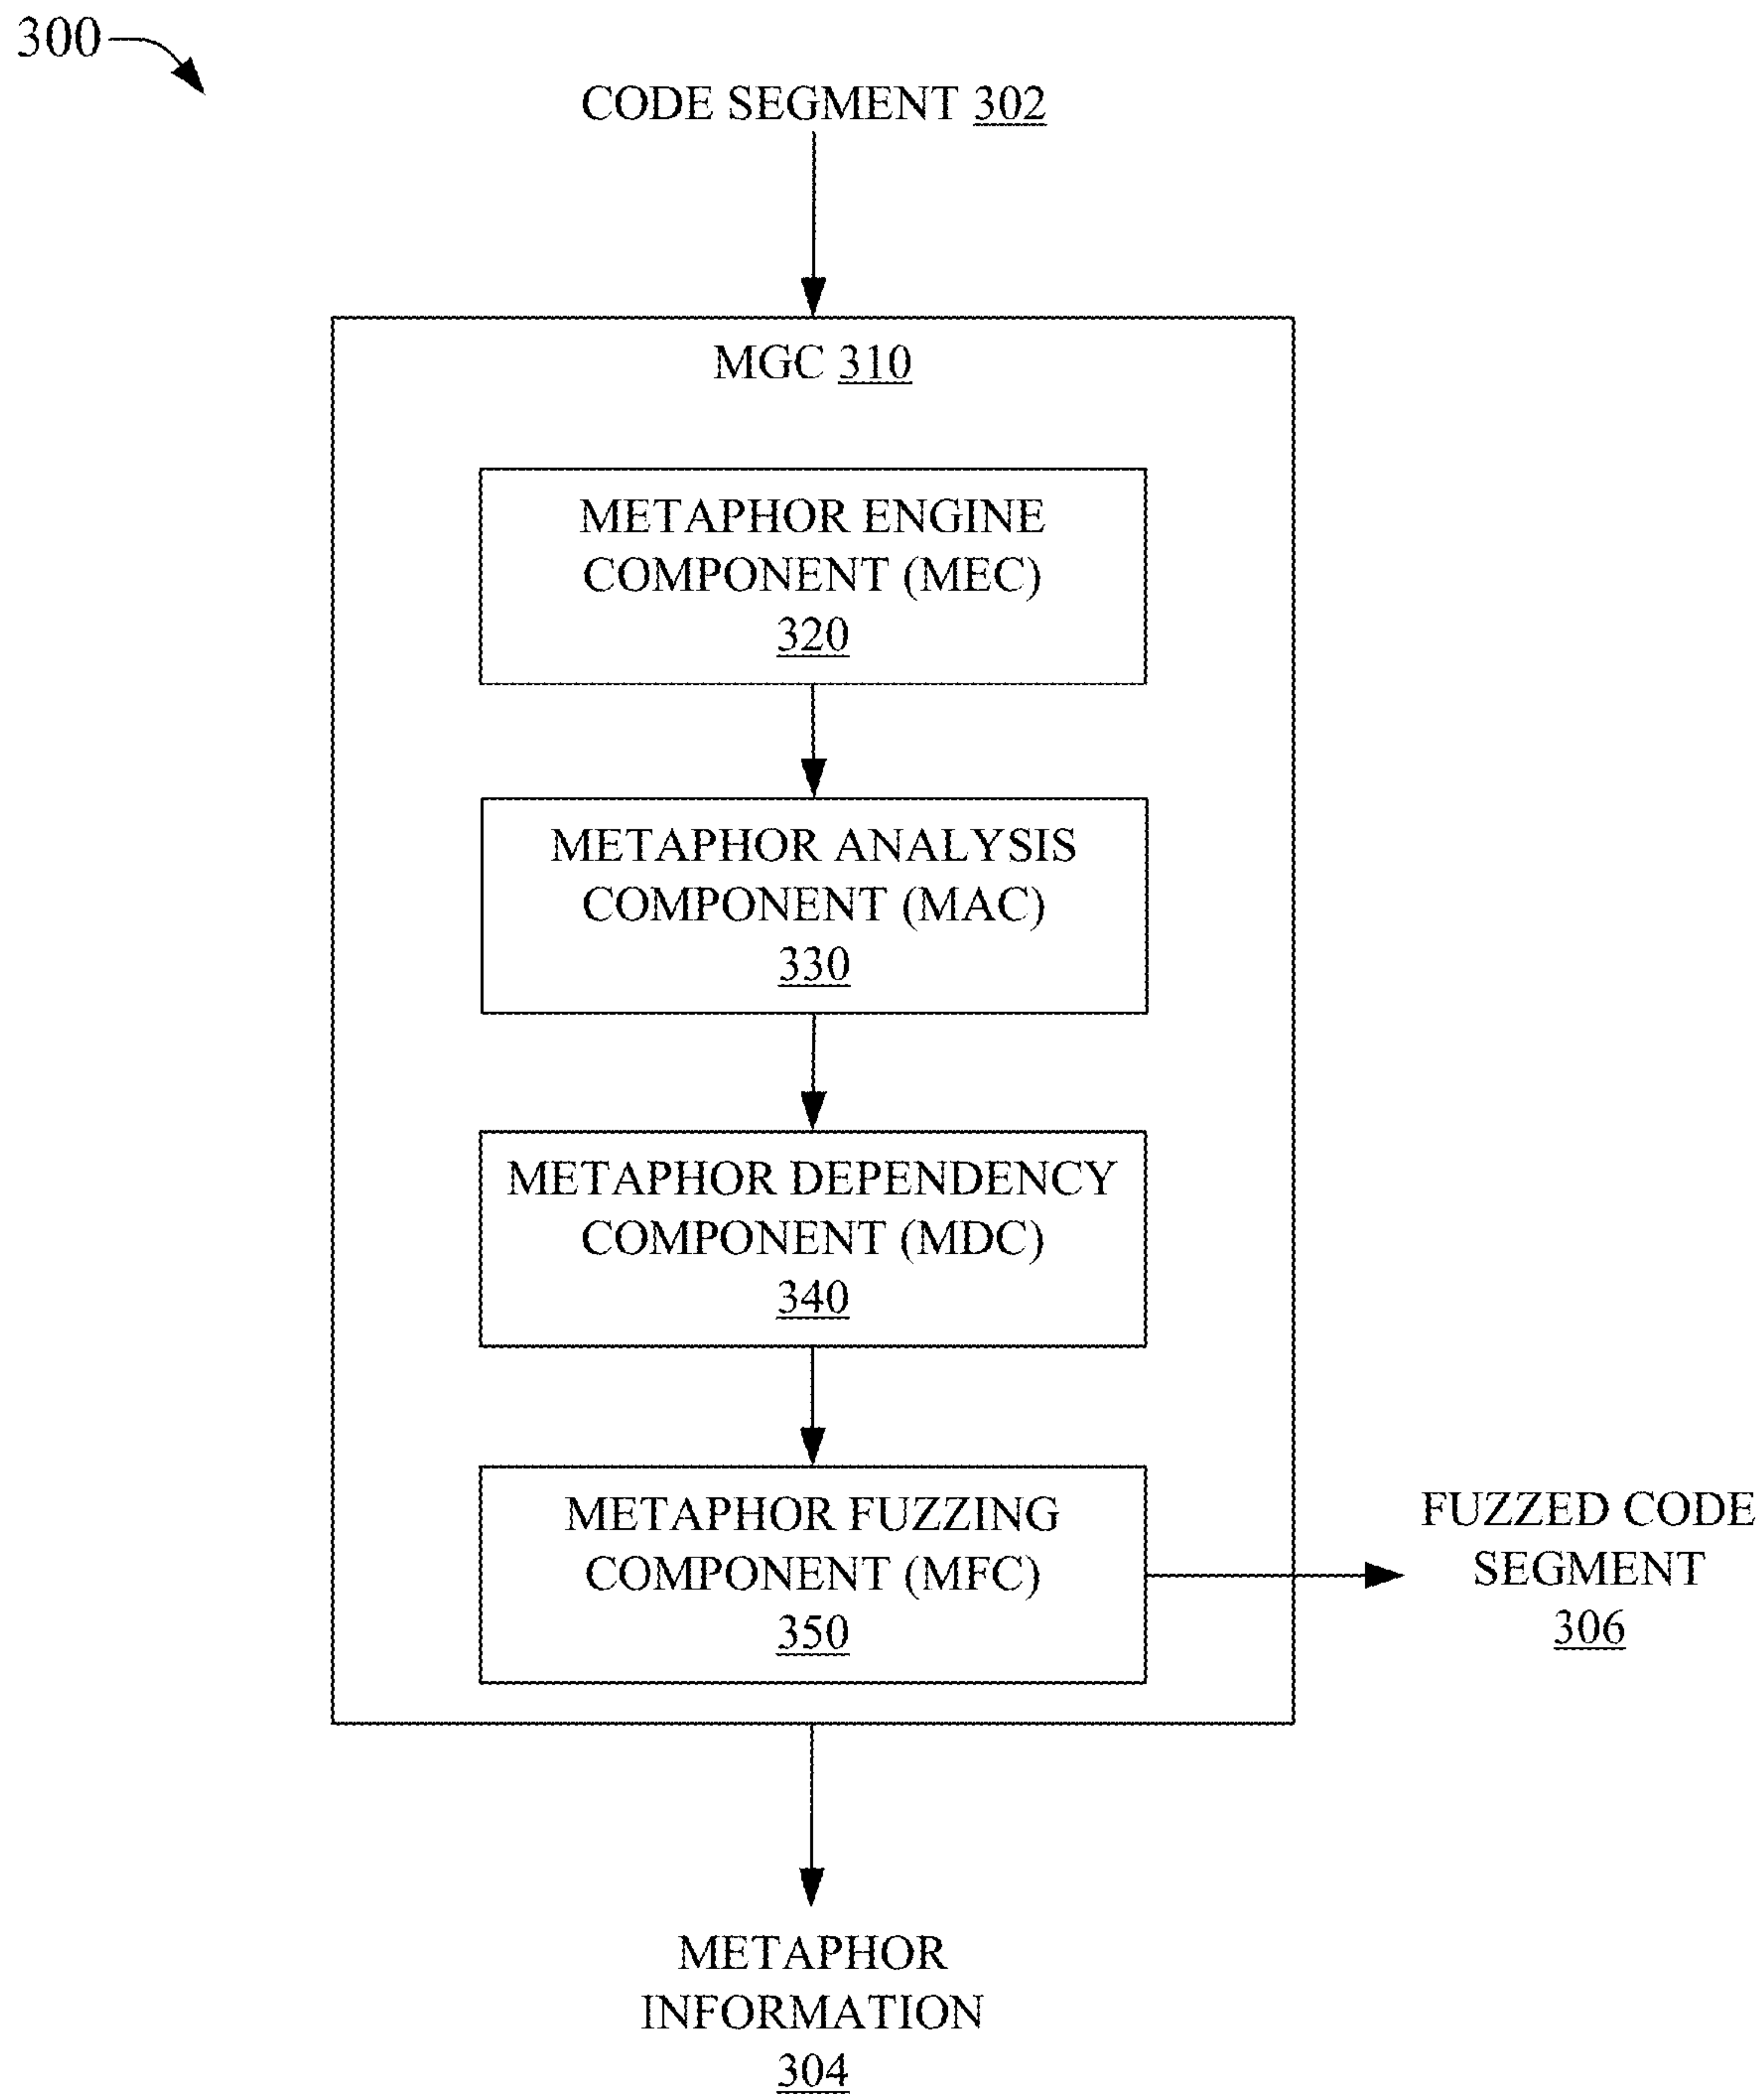 300
CODE SEGMENT 302
MGC 310
METAPHOR ENGINE
COMPONENT (MEC)
320
METAPHOR ANALYSIS
COMPONENT (MAC)
330
METAPHOR DEPENDENCY
COMPONENT (MDC)
340
METAPHOR FUZZING
COMPONENT (MFC)
350
FUZZED CODE
SEGMENT
306
METAPHOR
INFORMATION
304